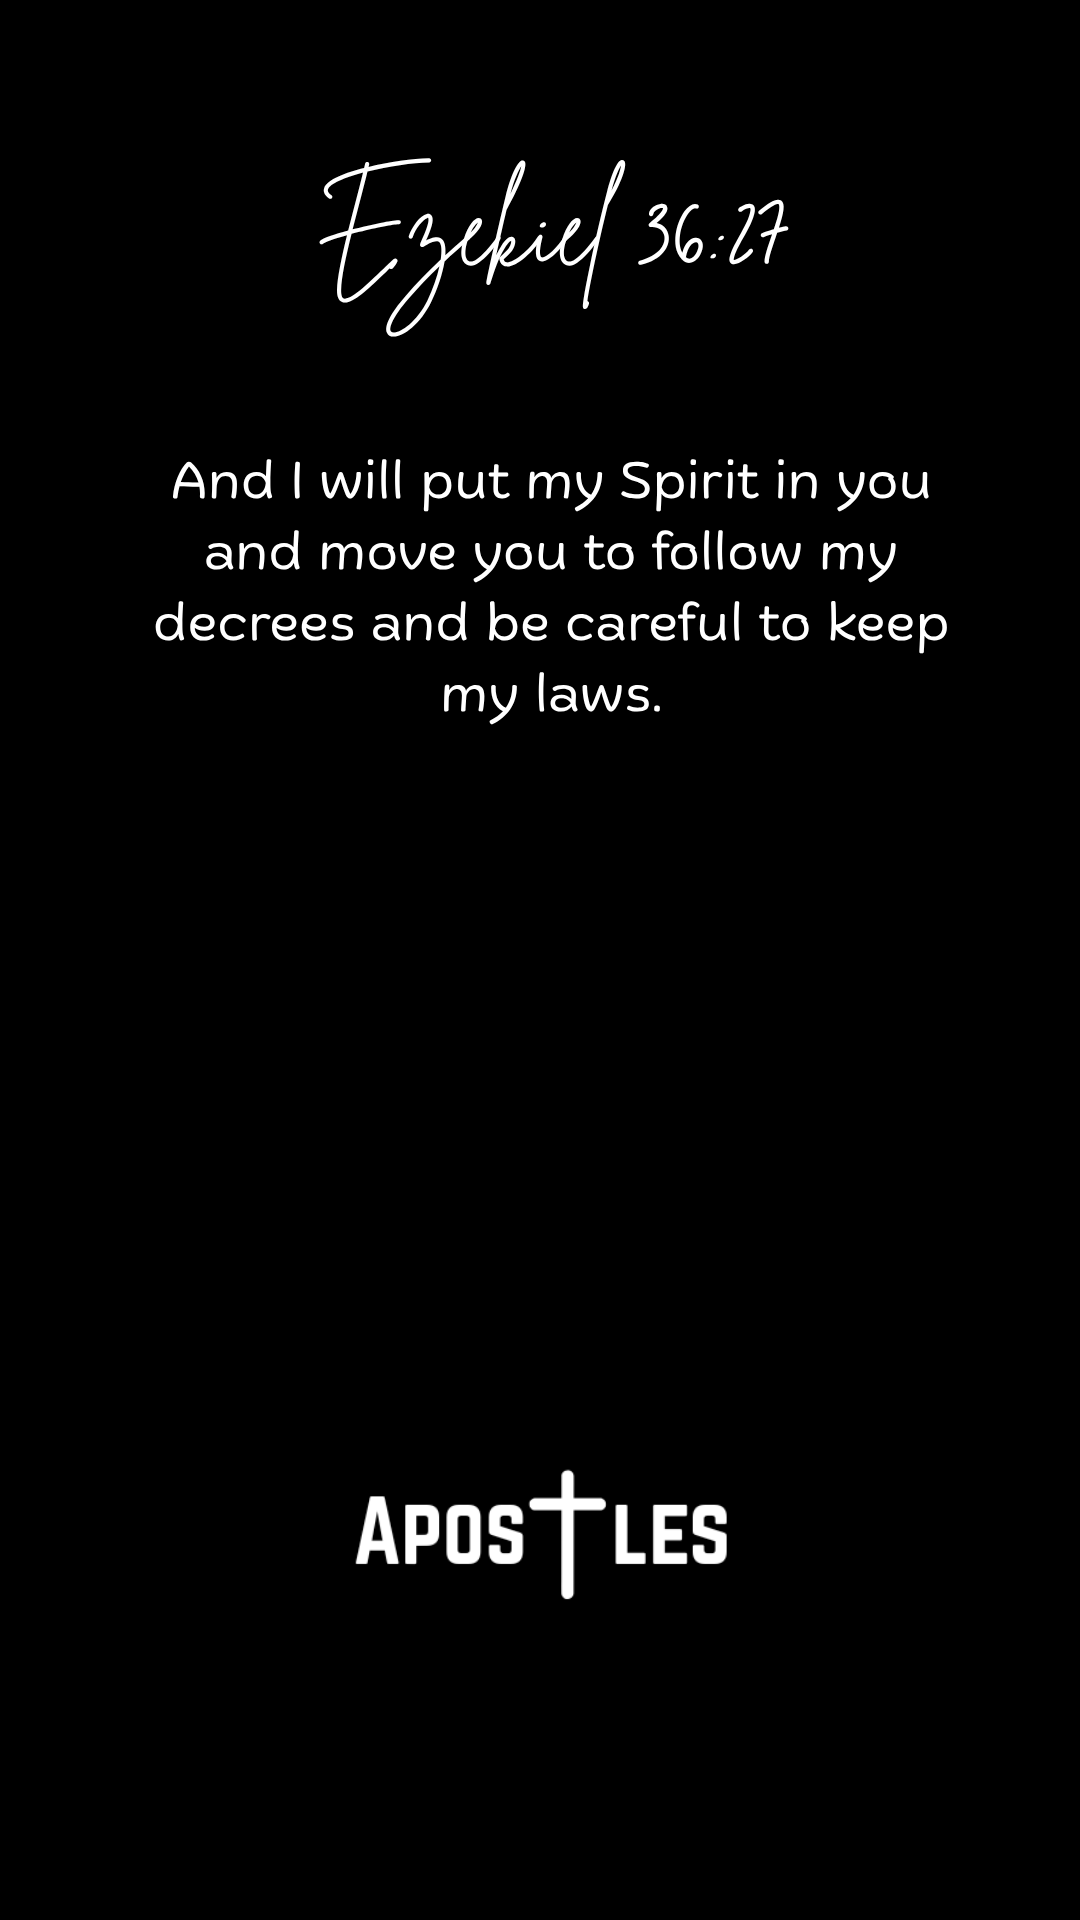 Ezekiel 36:27
And I will put my Spirit in you
and move you to follow my
decrees and be careful to keep
my laws.
APOSTLES